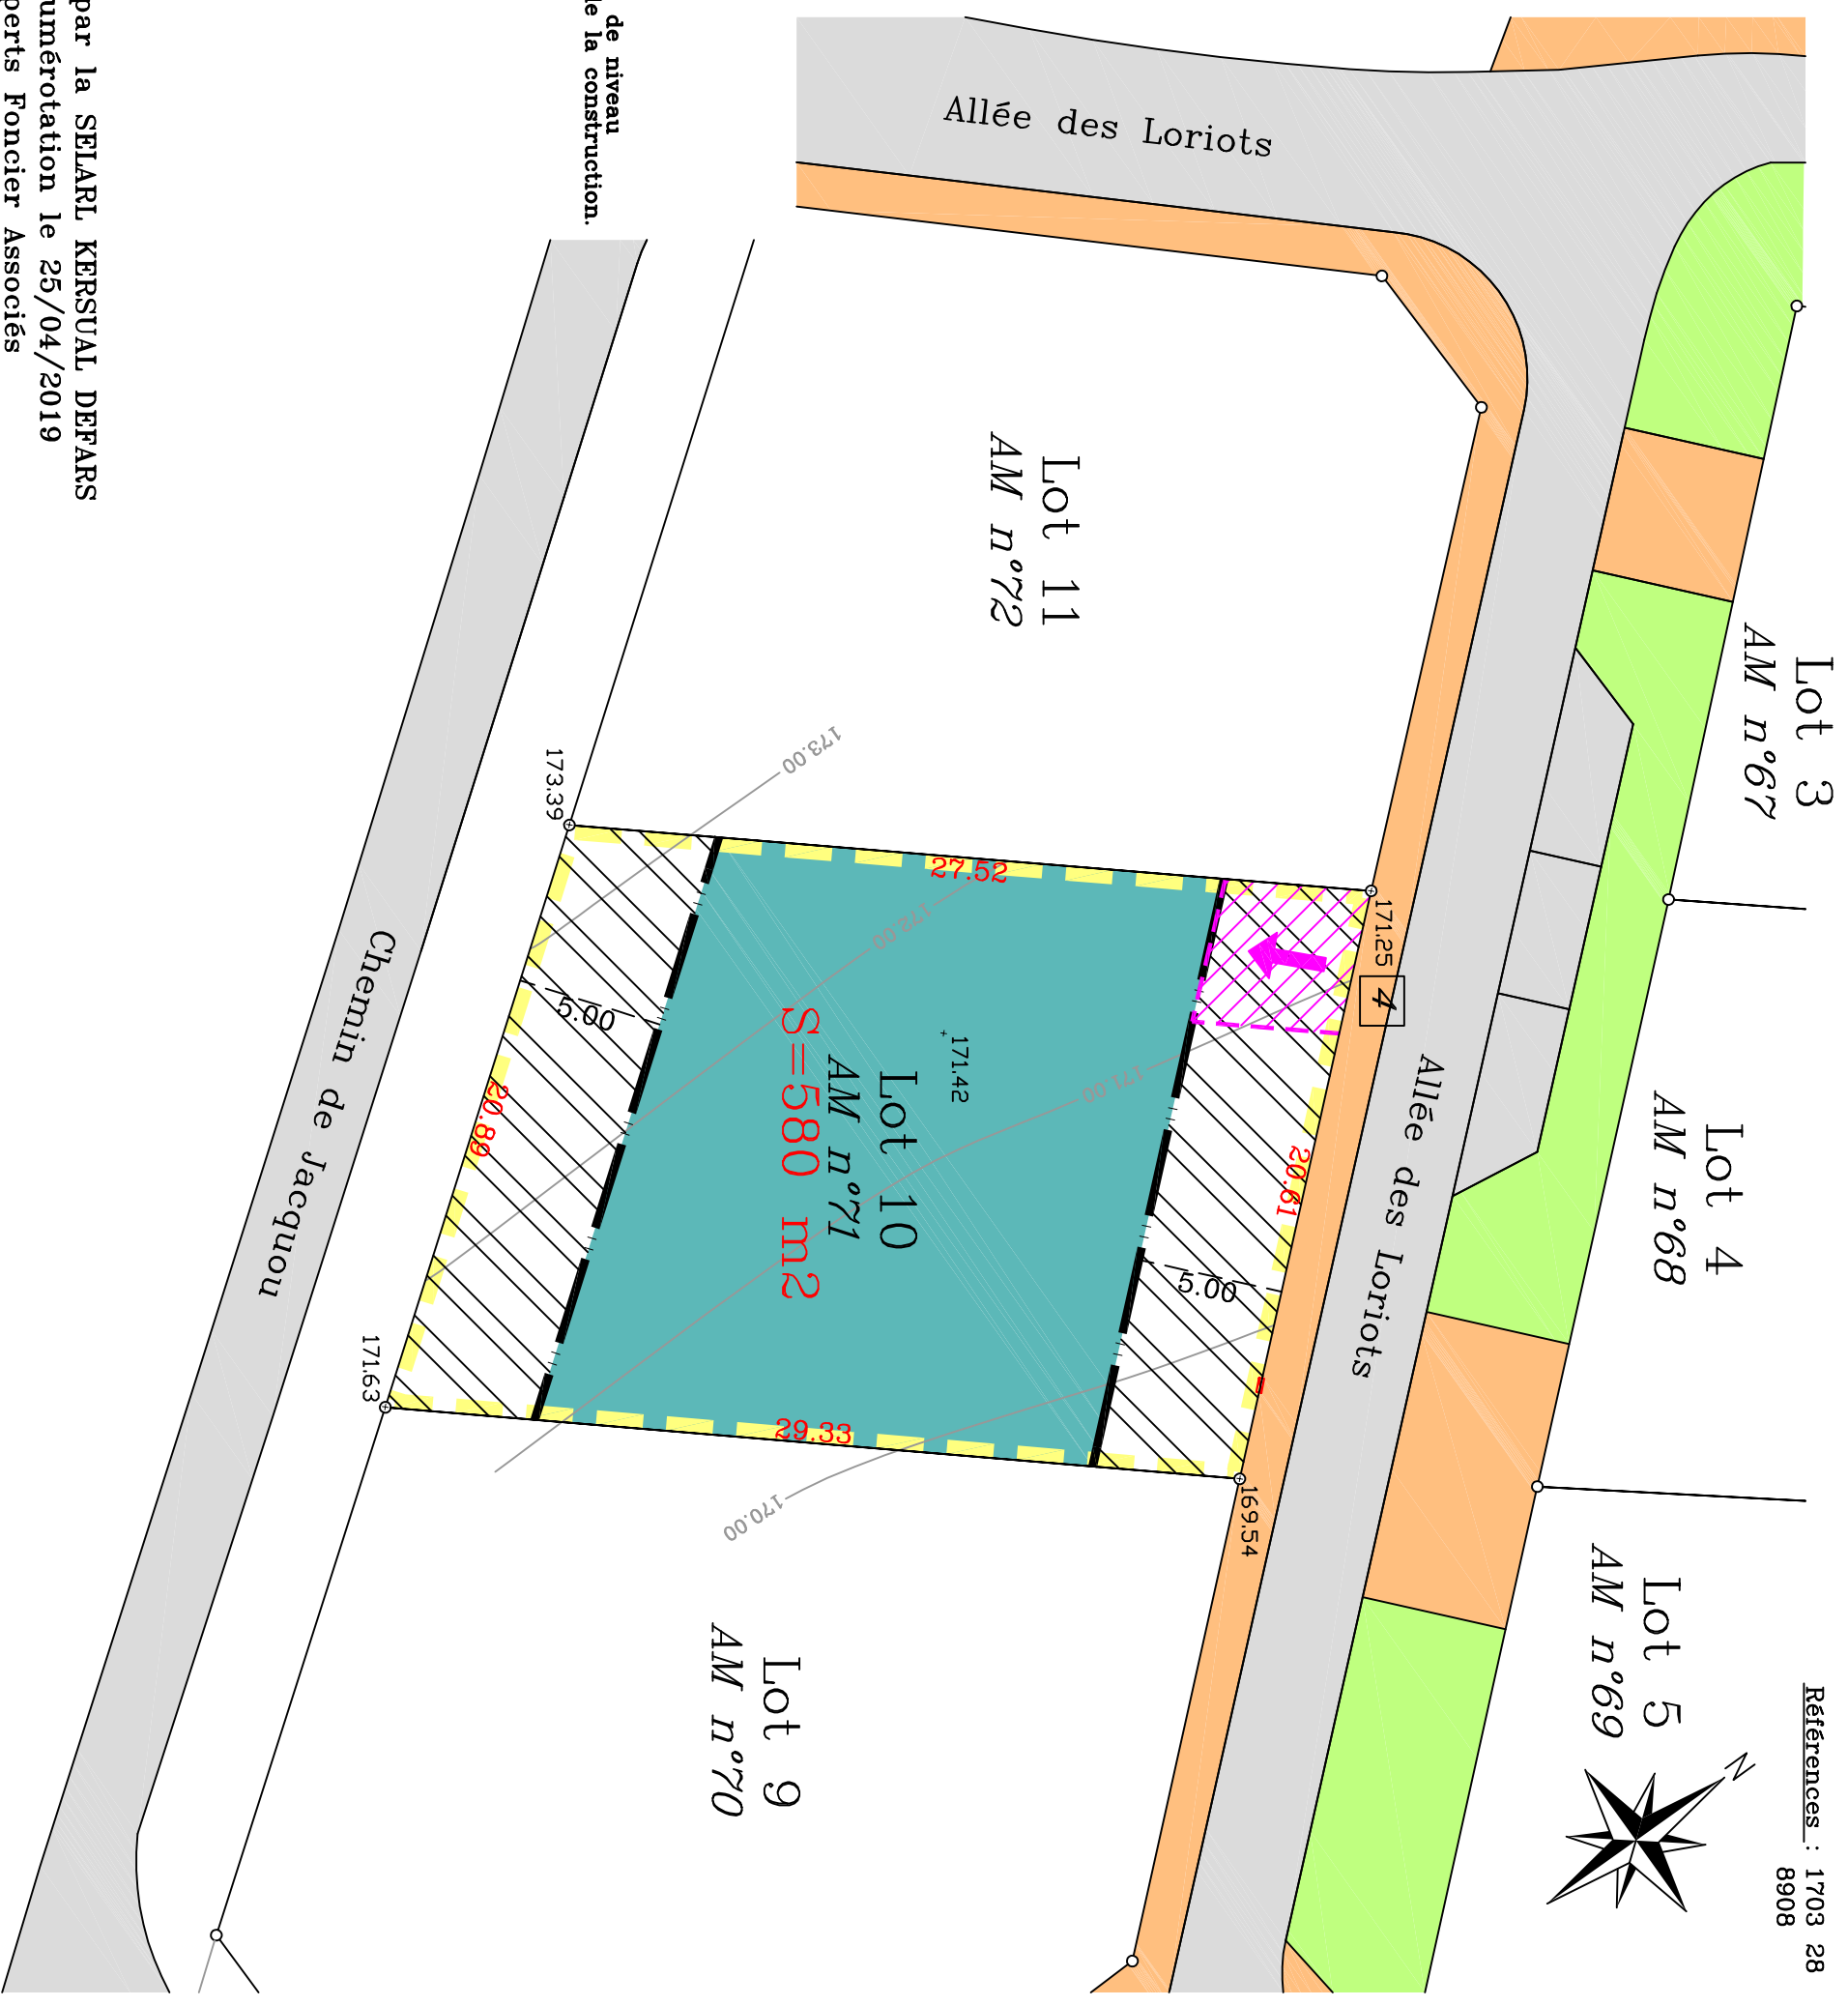 Références : 1703 28
8908
Lot 3
AM n°67
Lot 4
AM n°68
Lot 5
AM n°69
N
Allée des Loriots
Allée des Loriots
4
171.25
20.61
5.00
169.54
Lot 11
AM n°72
27.52
173.00
172.00
171.00
170.00
171.42
Lot 10
AM n°71
S=580 m2
29.33
Lot 9
AM n°70
173.39
5.00
20.89
171.63
Chemin de Jacquou
de niveau
la construction.
par la SELARL KERSUAL DEFARS
umérotation le 25/04/2019
perts Foncier Associés